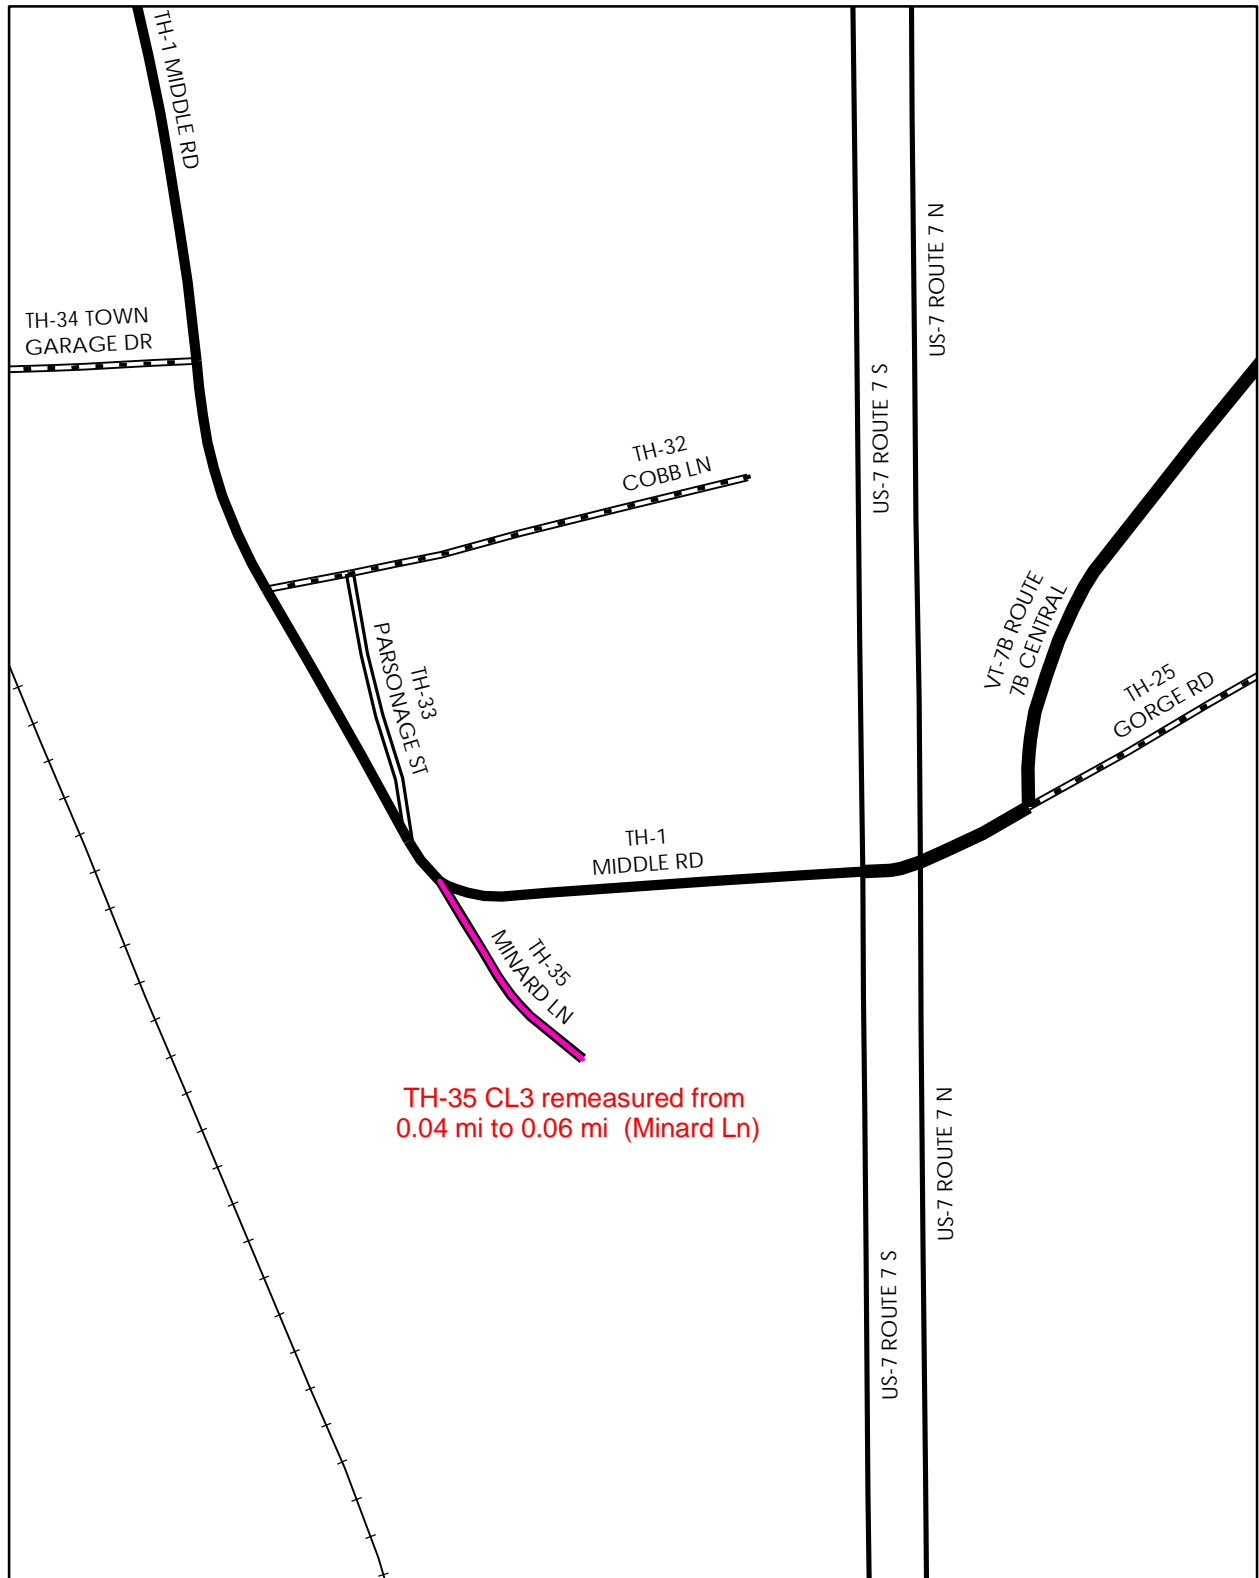 TH-1 MIDDLE RD
US-7 ROUTE 7 N
TH-34 TOWN
GARAGE DR
US-7 ROUTE 7 S
TH-32
COBB LN
VT-7B ROUTE
7B CENTRAL
TH-33
PARSONAGE ST
TH-25
GORGE RD
TH-1
MIDDLE RD
TH-35
MINARD LN
TH-35 CL3 remeasured from
0.04 mi to 0.06 mi  (Minard Ln)
US-7 ROUTE 7 N
US-7 ROUTE 7 S